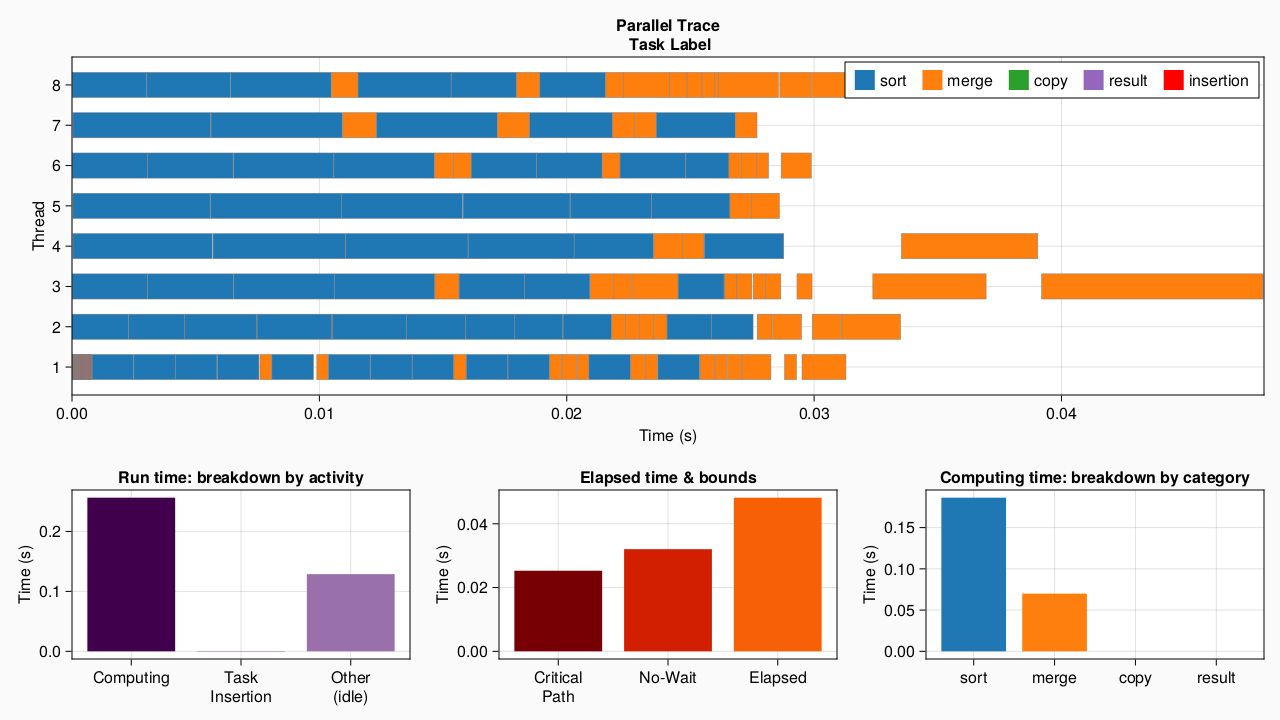 Parallel Trace
Task Label
sort merge copy result insertion
Thread
8
7
6
5
4
3
2
1
0.00 0.01 0.02 0.03 0.04
Time (s)
Run time: breakdown by activity
Time (s)
0.2
0.1
0.0
Computing Task Insertion Other (idle)
Elapsed time & bounds
Time (s)
0.04
0.02
0.00
Critical Path No-Wait Elapsed
Computing time: breakdown by category
Time (s)
0.15
0.10
0.05
0.00
sort merge copy result